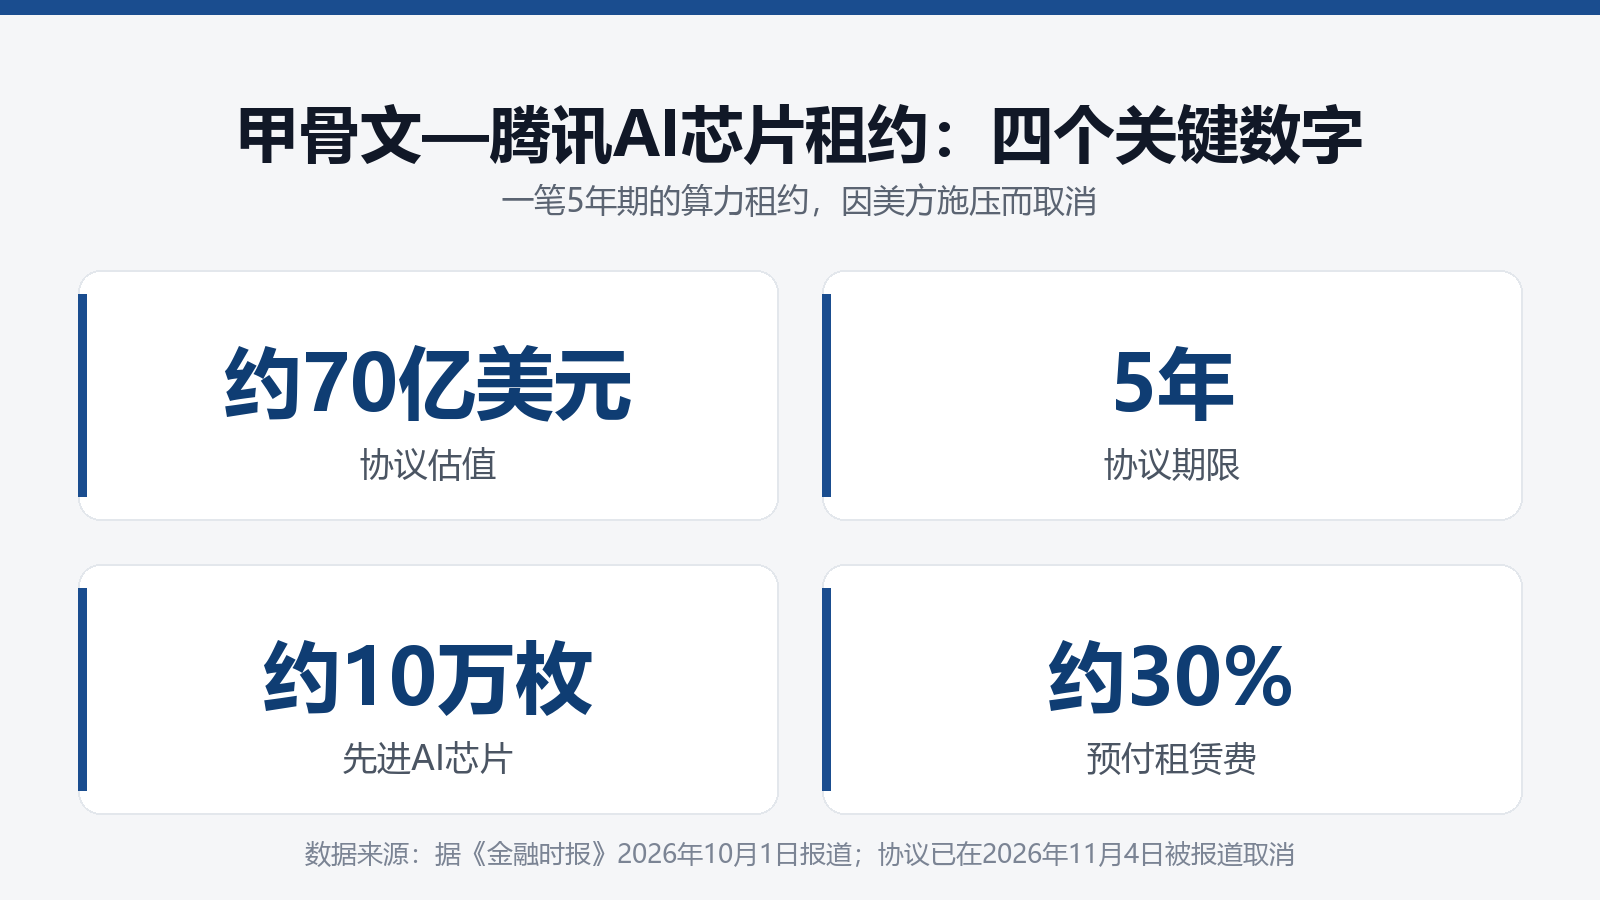 甲骨文—腾讯AI芯片租约：四个关键数字
一笔5年期的算力租约，因美方施压而取消
约70亿美元
协议估值
5年
协议期限
约10万枚
先进AI芯片
约30%
预付租赁费
数据来源：据《金融时报》2026年10月1日报道；协议已在2026年11月4日被报道取消